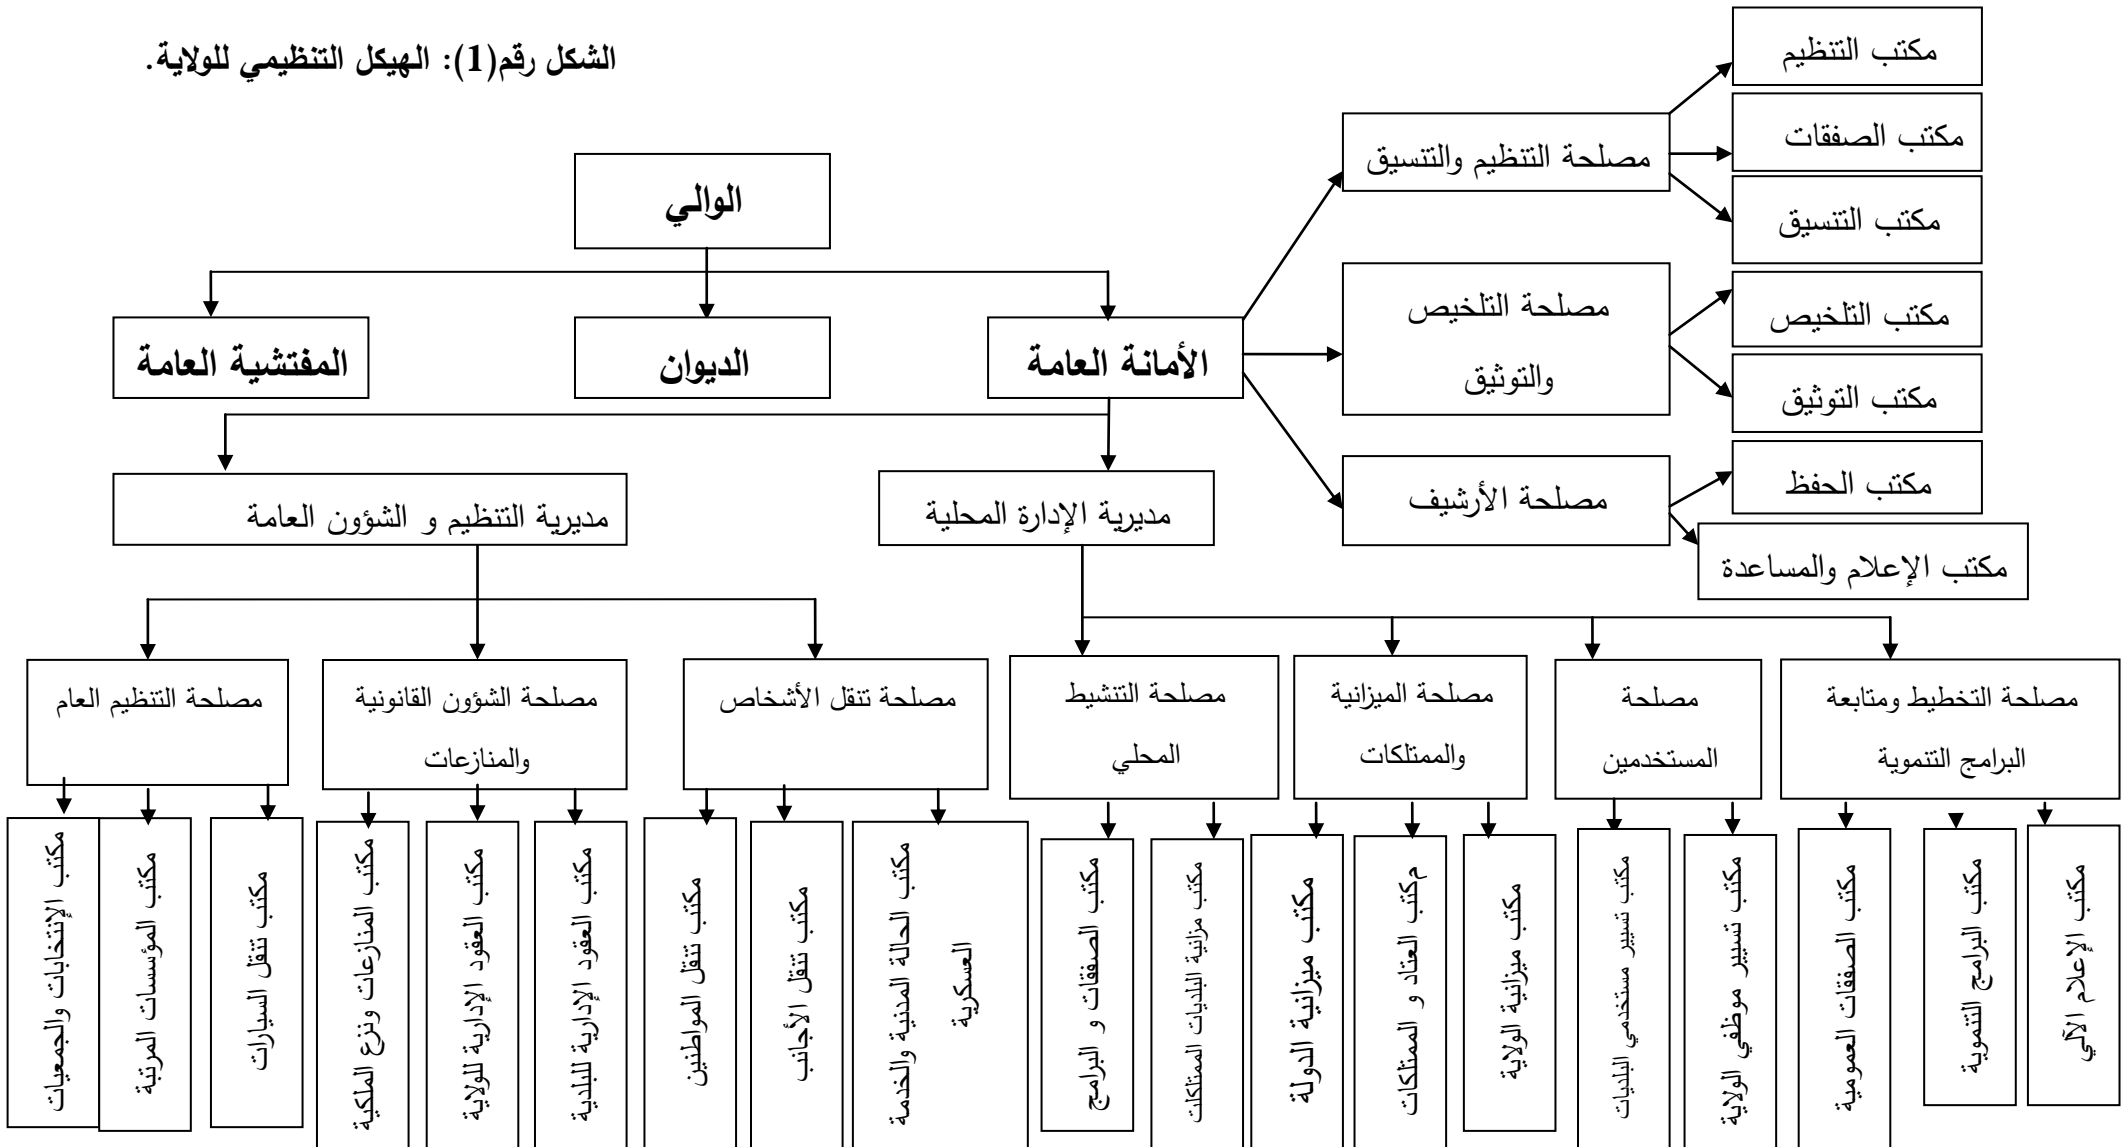 الشكل رقم(1): الهيكل التنظيمي للولاية.
الوالي
الأمانة العامة
الديوان
المفتشية العامة
مصلحة التنظيم والتنسيق
مكتب التنظيم
مكتب الصفقات
مكتب التنسيق
مصلحة التلخيص
والتوثيق
مكتب التلخيص
مكتب التوثيق
مصلحة الأرشيف
مكتب الحفظ
مكتب الإعلام والمساعدة
مديرية الإدارة المحلية
مديرية التنظيم و الشؤون العامة
مصلحة التخطيط ومتابعة
البرامج التنموية
مصلحة
المستخدمين
مصلحة الميزانية
والممتلكات
مصلحة التنشيط
المحلي
مصلحة تنقل الأشخاص
مصلحة الشؤون القانونية
والمنازعات
مصلحة التنظيم العام
مكتب الإعلام الآلي
مكتب البرامج التنموية
مكتب الصفقات العمومية
مكتب تسيير موظفي الولاية
مكتب تسيير مستخدمي البلديات
مكتب ميزانية الولاية
مكتب العتاد و الممتلكات
مكتب ميزانية الدولة
مكتب مزانية البلديات الممتلكات
مكتب الصفقات و البرامج
مكتب الحالة المدنية والخدمة
العسكرية
مكتب تنقل الأجانب
مكتب تنقل المواطنين
مكتب العقود الإدارية للبلدية
مكتب العقود الإدارية للولاية
مكتب المنازعات ونزع الملكية
مكتب تنقل السيارات
مكتب المؤسسات المرتبة
مكتب الإنتخابات والجمعيات